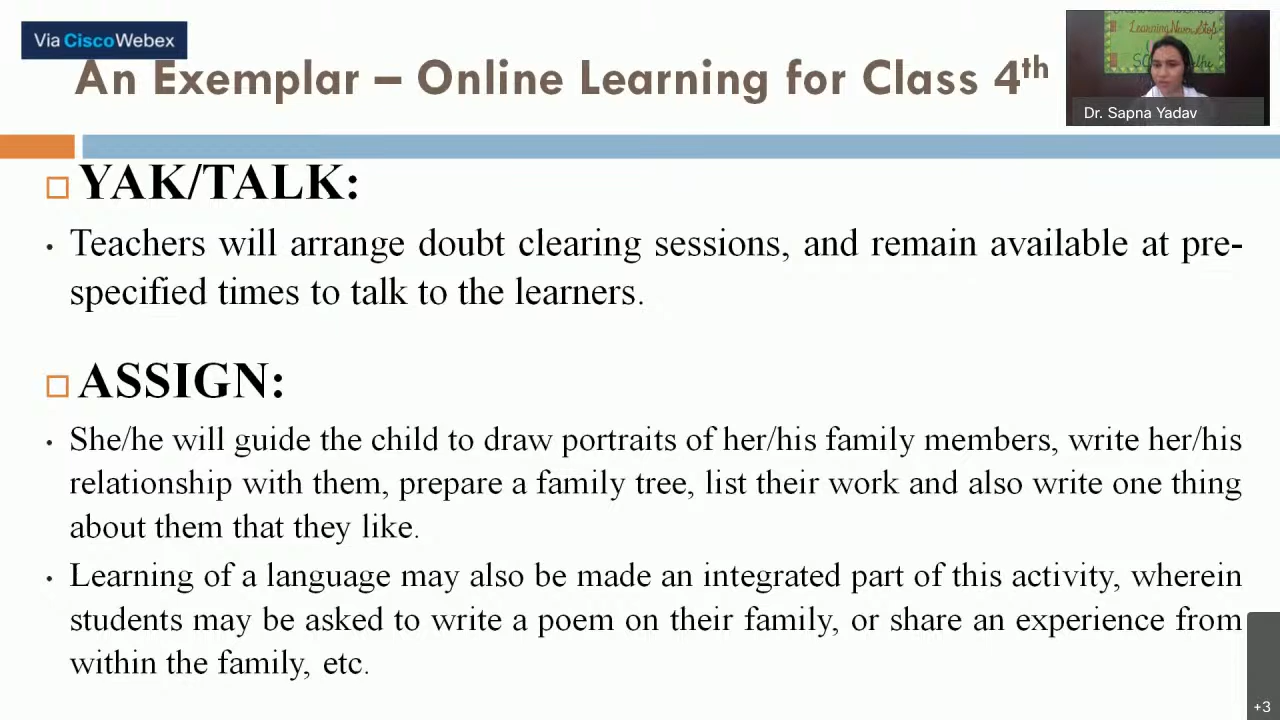 Via CiscoWebex
An Exemplar – Online Learning for Class 4th
Learning Never Stop
Dr. Sapna Yadav
YAK/TALK:
• Teachers will arrange doubt clearing sessions, and remain available at pre-
specified times to talk to the learners.
ASSIGN:
• She/he will guide the child to draw portraits of her/his family members, write her/his
relationship with them, prepare a family tree, list their work and also write one thing
about them that they like.
• Learning of a language may also be made an integrated part of this activity, wherein
students may be asked to write a poem on their family, or share an experience from
within the family, etc.
+3